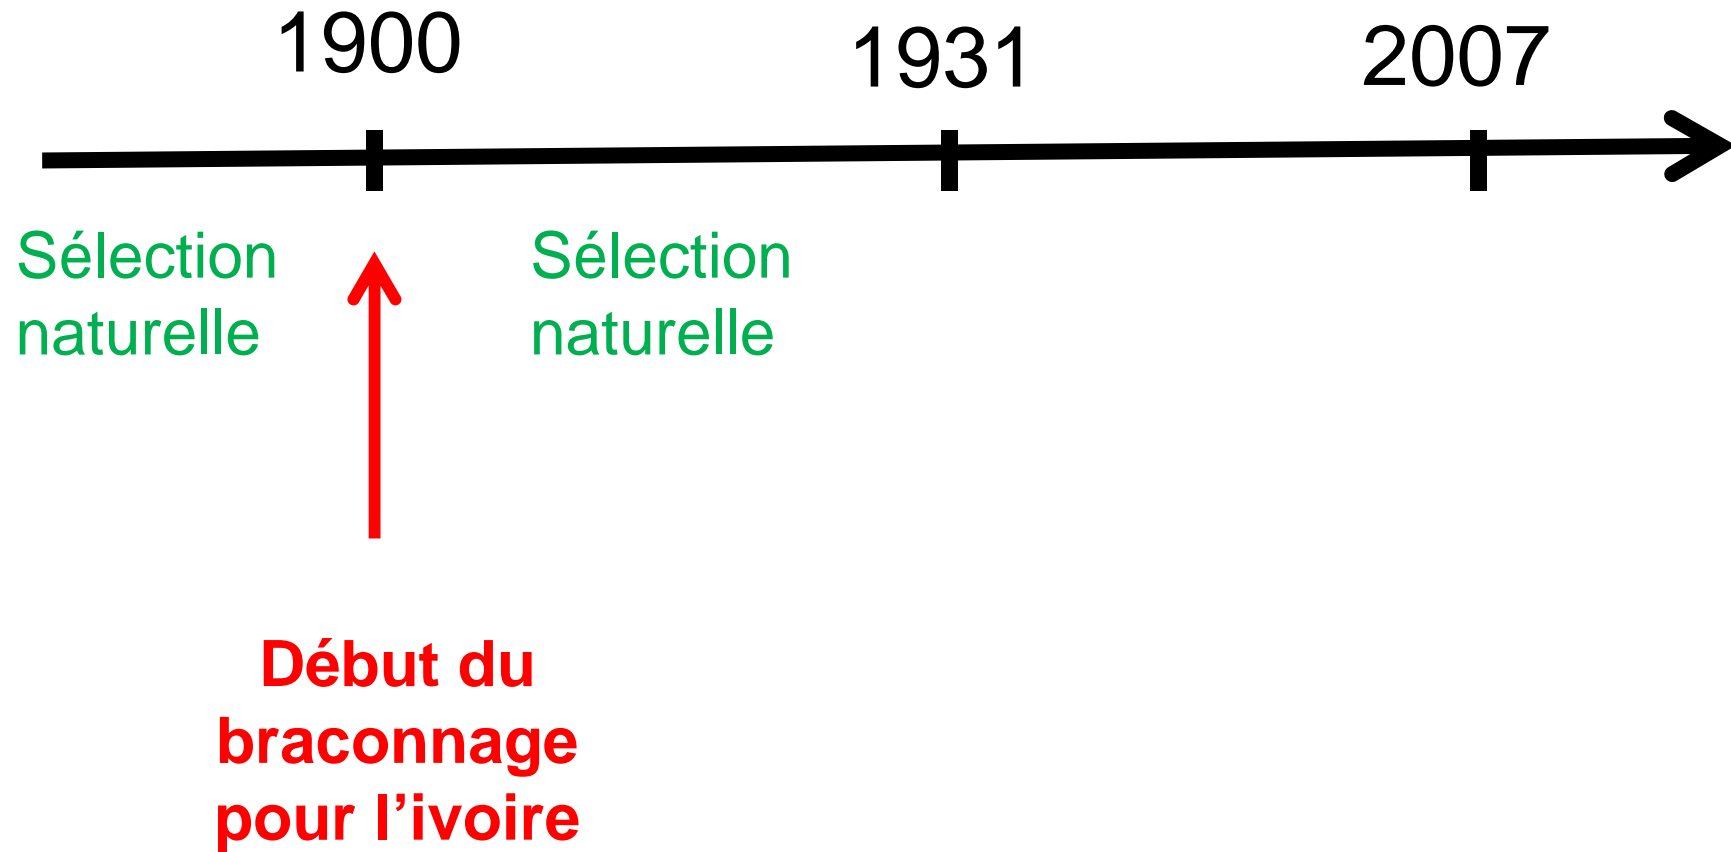 1900
1931
2007
Sélection
naturelle
Sélection
naturelle
Début du
braconnage
pour l’ivoire